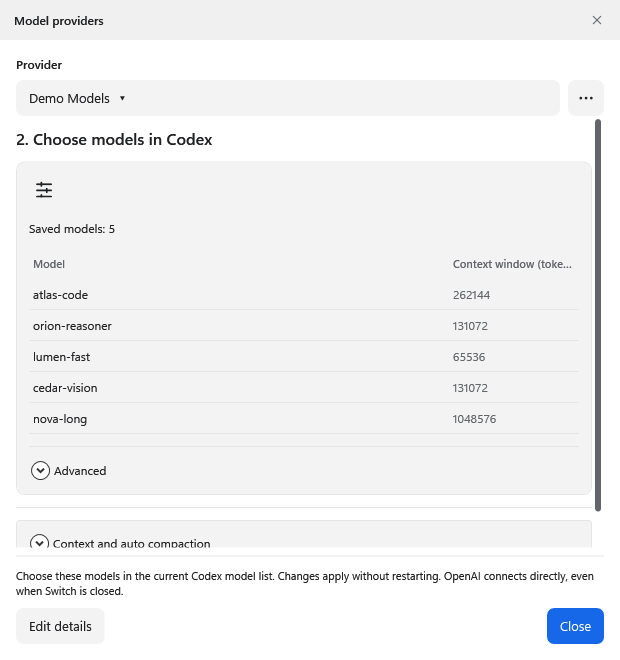 Model providers
Provider
Demo Models
2. Choose models in Codex
Saved models: 5
Model Context window (toke...
atlas-code 262144
orion-reasoner 131072
lumen-fast 65536
cedar-vision 131072
nova-long 1048576
Advanced
Context and auto compaction
Choose these models in the current Codex model list. Changes apply without restarting. OpenAI connects directly, even
when Switch is closed.
Edit details Close